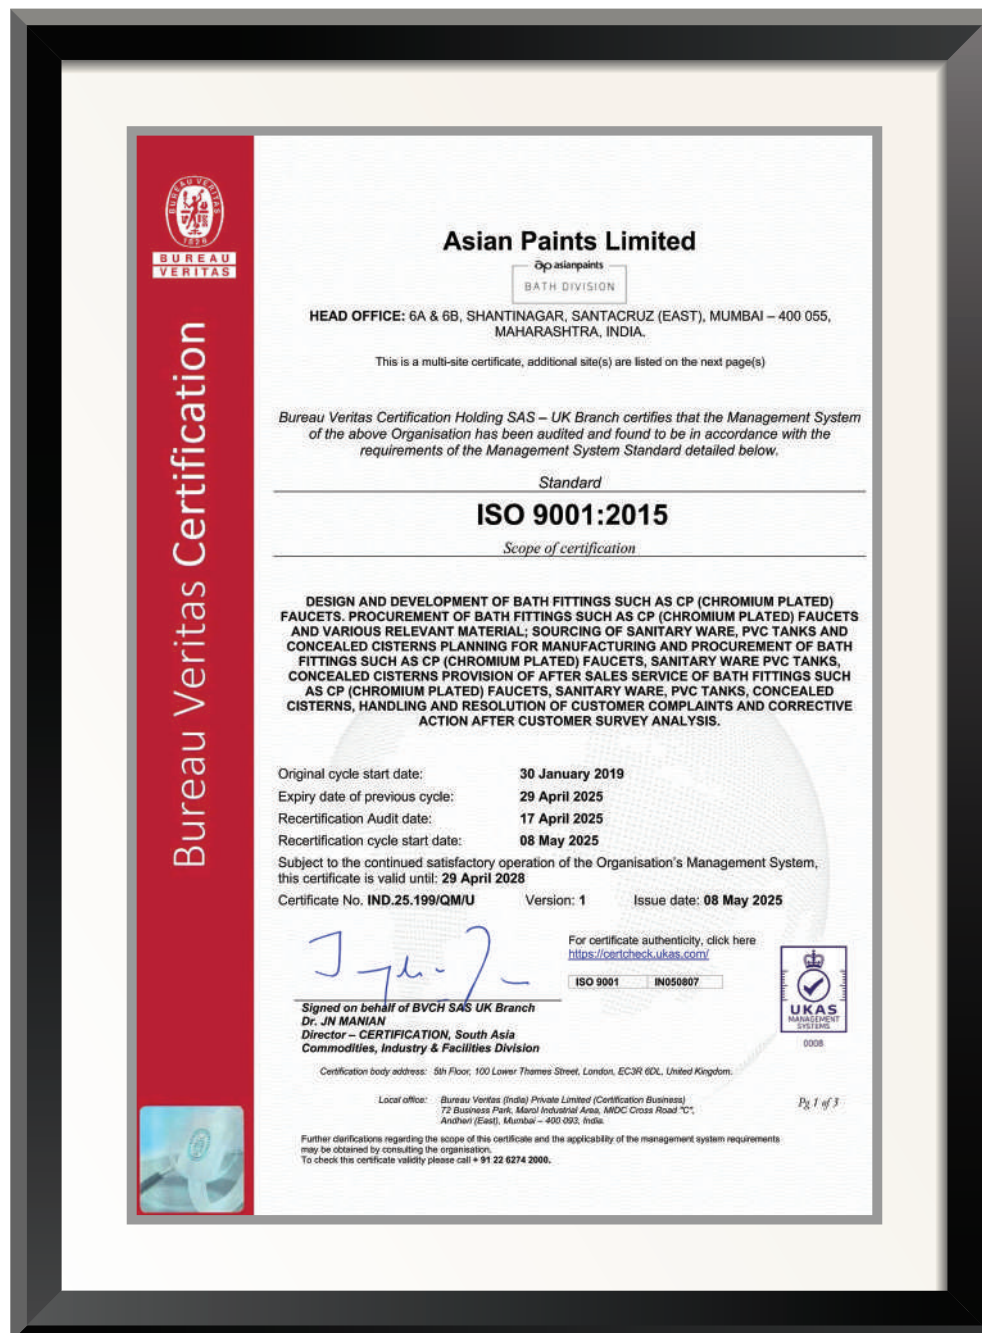 BUREAU VERITAS
1828
BUREAU
VERITAS
Bureau Veritas Certification
Asian Paints Limited
ap asianpaints
BATH DIVISION
HEAD OFFICE: 6A & 6B, SHANTINAGAR, SANTACRUZ (EAST), MUMBAI – 400 055,
MAHARASHTRA, INDIA.
This is a multi-site certificate, additional site(s) are listed on the next page(s)
Bureau Veritas Certification Holding SAS – UK Branch certifies that the Management System
of the above Organisation has been audited and found to be in accordance with the
requirements of the Management System Standard detailed below.
Standard
ISO 9001:2015
Scope of certification
DESIGN AND DEVELOPMENT OF BATH FITTINGS SUCH AS CP (CHROMIUM PLATED)
FAUCETS. PROCUREMENT OF BATH FITTINGS SUCH AS CP (CHROMIUM PLATED) FAUCETS
AND VARIOUS RELEVANT MATERIAL; SOURCING OF SANITARY WARE, PVC TANKS AND
CONCEALED CISTERNS PLANNING FOR MANUFACTURING AND PROCUREMENT OF BATH
FITTINGS SUCH AS CP (CHROMIUM PLATED) FAUCETS, SANITARY WARE PVC TANKS,
CONCEALED CISTERNS PROVISION OF AFTER SALES SERVICE OF BATH FITTINGS SUCH
AS CP (CHROMIUM PLATED) FAUCETS, SANITARY WARE, PVC TANKS, CONCEALED
CISTERNS, HANDLING AND RESOLUTION OF CUSTOMER COMPLAINTS AND CORRECTIVE
ACTION AFTER CUSTOMER SURVEY ANALYSIS.
Original cycle start date: 30 January 2019
Expiry date of previous cycle: 29 April 2025
Recertification Audit date: 17 April 2025
Recertification cycle start date: 08 May 2025
Subject to the continued satisfactory operation of the Organisation's Management System,
this certificate is valid until: 29 April 2028
Certificate No. IND.25.199/QM/U Version: 1 Issue date: 08 May 2025
For certificate authenticity, click here
https://certcheck.ukas.com/
ISO 9001 IN050807
UKAS
MANAGEMENT
SYSTEMS
0008
Signed on behalf of BVCH SAS UK Branch
Dr. JN MANIAN
Director – CERTIFICATION, South Asia
Commodities, Industry & Facilities Division
Certification body address: 5th Floor, 100 Lower Thames Street, London, EC3R 6DL, United Kingdom.
Local office: Bureau Veritas (India) Private Limited (Certification Business)
72 Business Park, Marol Industrial Area, MIDC Cross Road "C",
Andheri (East), Mumbai – 400 093, India.
Pg 1 of 3
Further clarifications regarding the scope of this certificate and the applicability of the management system requirements
may be obtained by consulting the organisation.
To check this certificate validity please call + 91 22 6274 2000.